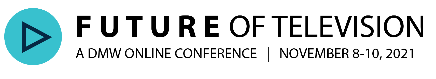 FUTURE OF TELEVISION
A DMW ONLINE CONFERENCE | NOVEMBER 8-10, 2021